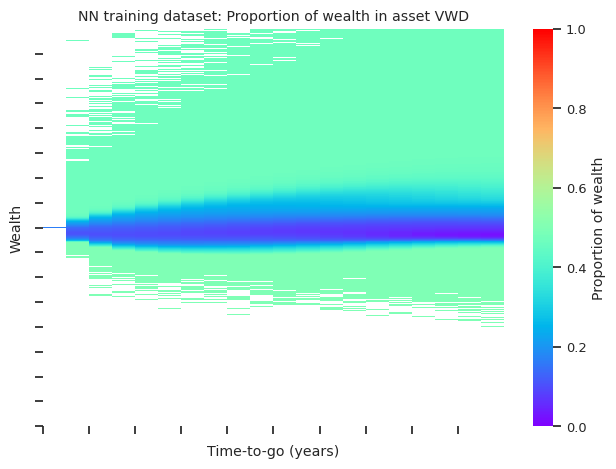 NN training dataset: Proportion of wealth in asset VWD
Wealth
Time-to-go (years)
1.0
0.8
0.6
0.4
0.2
0.0
Proportion of wealth